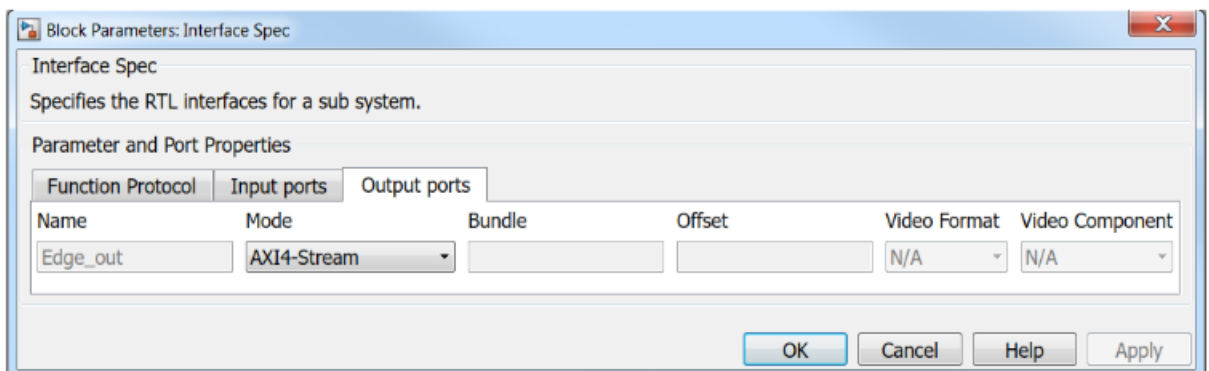 Block Parameters: Interface Spec
X
Interface Spec
Specifies the RTL interfaces for a sub system.
Parameter and Port Properties
Function Protocol Input ports Output ports
Name Mode Bundle Offset Video Format Video Component
Edge_out AXI4-Stream N/A N/A
OK Cancel Help Apply